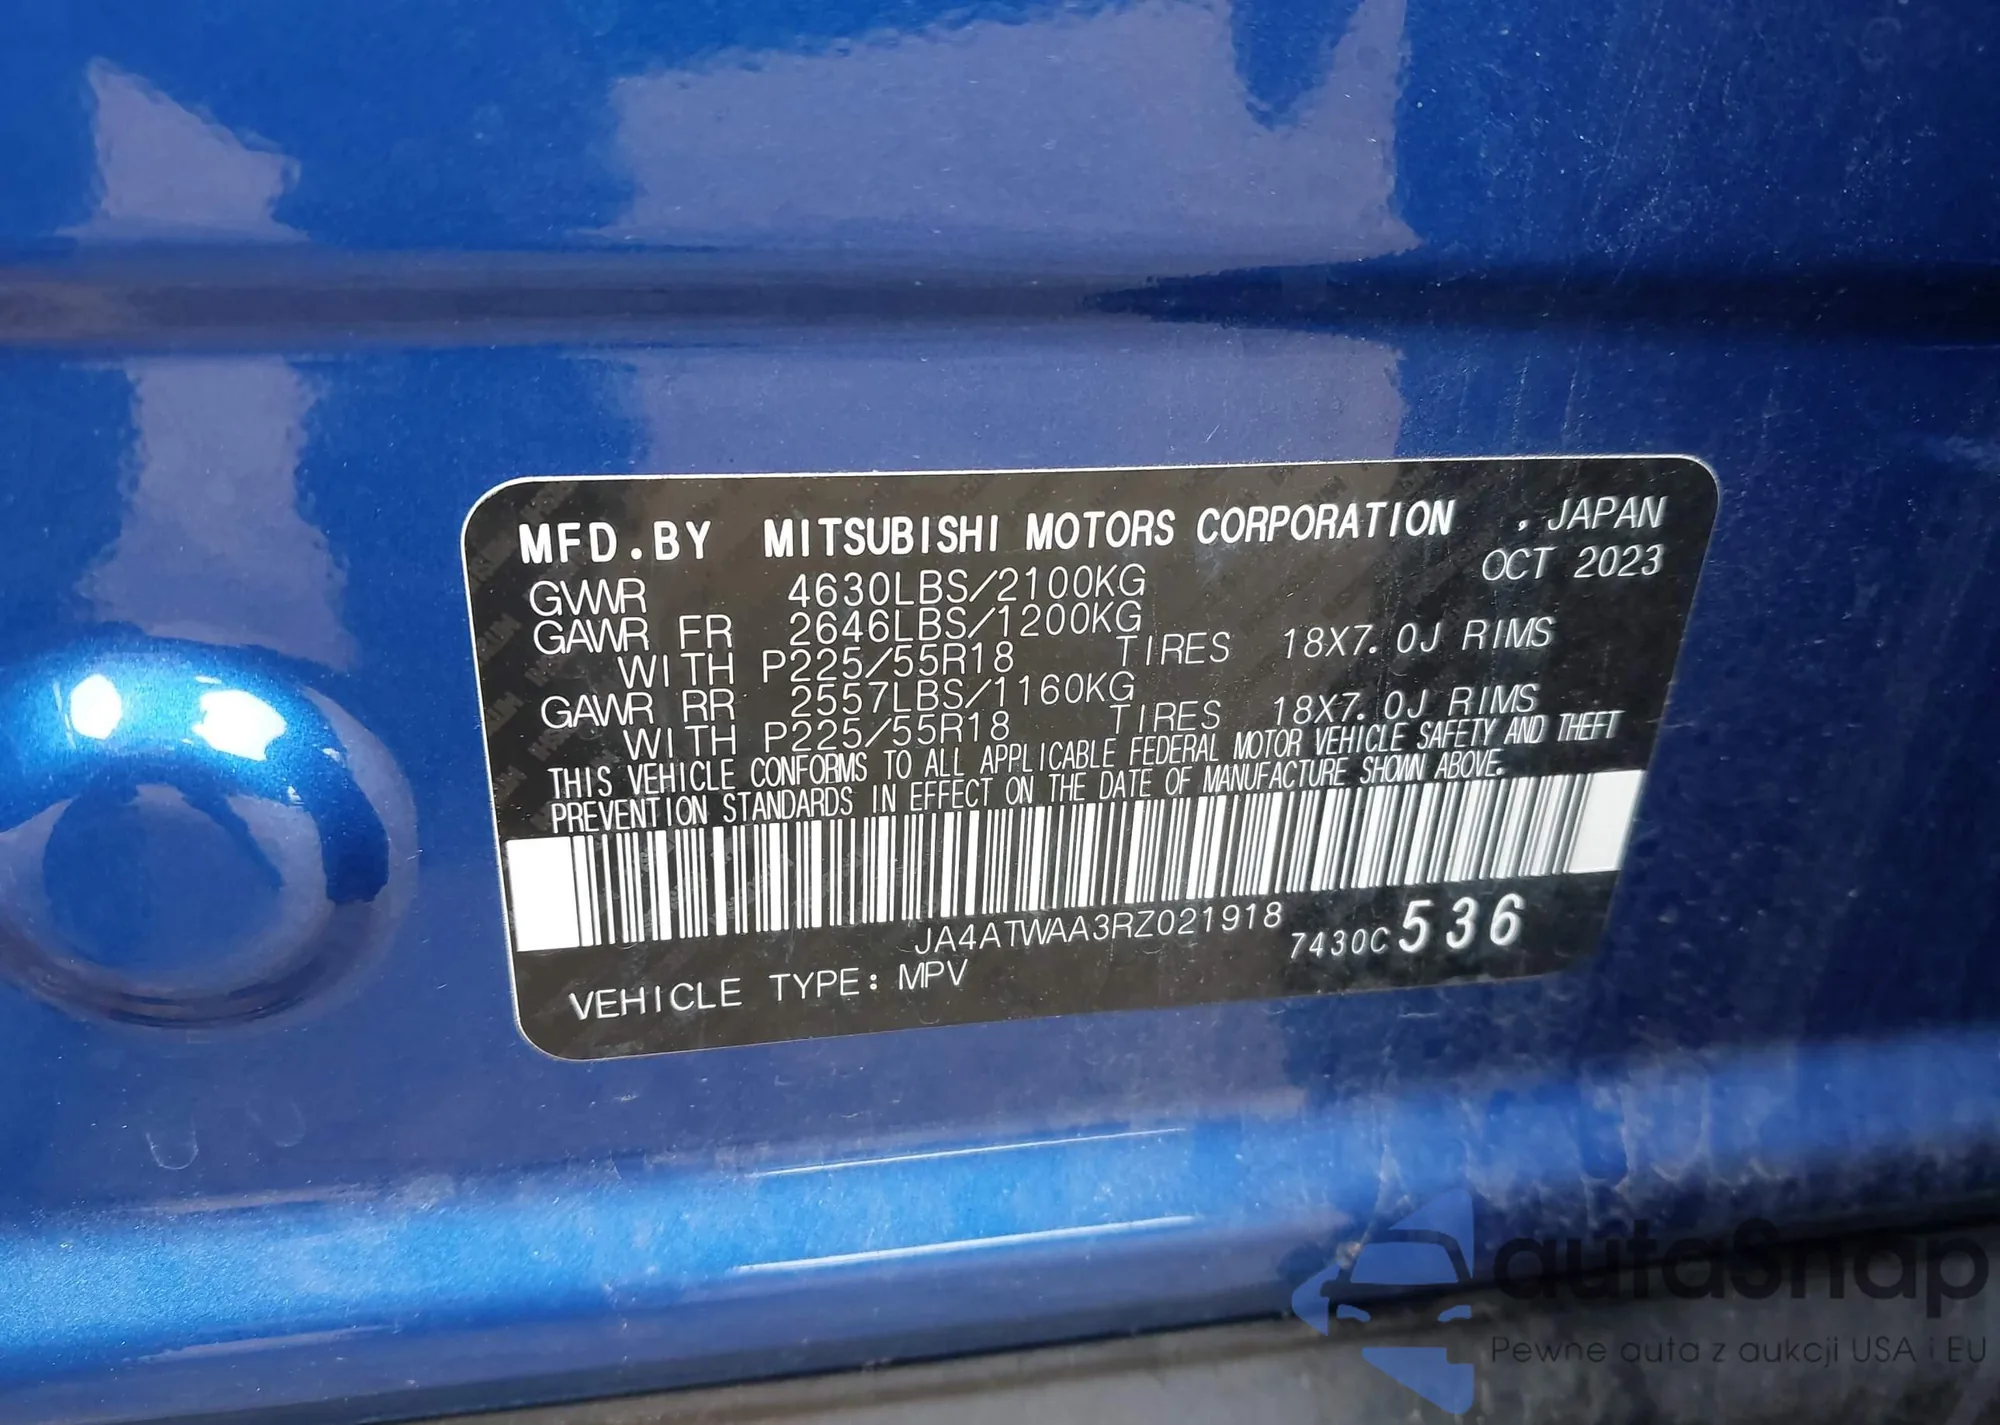 MFD.BY MITSUBISHI MOTORS CORPORATION , JAPAN
OCT 2023
GVWR 4630LBS/2100KG
GAWR FR 2646LBS/1200KG
WITH P225/55R18 TIRES 18X7.0J RIMS
GAWR RR 2557LBS/1160KG
WITH P225/55R18 TIRES 18X7.0J RIMS
THIS VEHICLE CONFORMS TO ALL APPLICABLE FEDERAL MOTOR VEHICLE SAFETY AND THEFT
PREVENTION STANDARDS IN EFFECT ON THE DATE OF MANUFACTURE SHOWN ABOVE.
JA4ATWAA3RZ021918 7430C 536
VEHICLE TYPE: MPV
autaSnap
Pewne auta z aukcji USA i EU